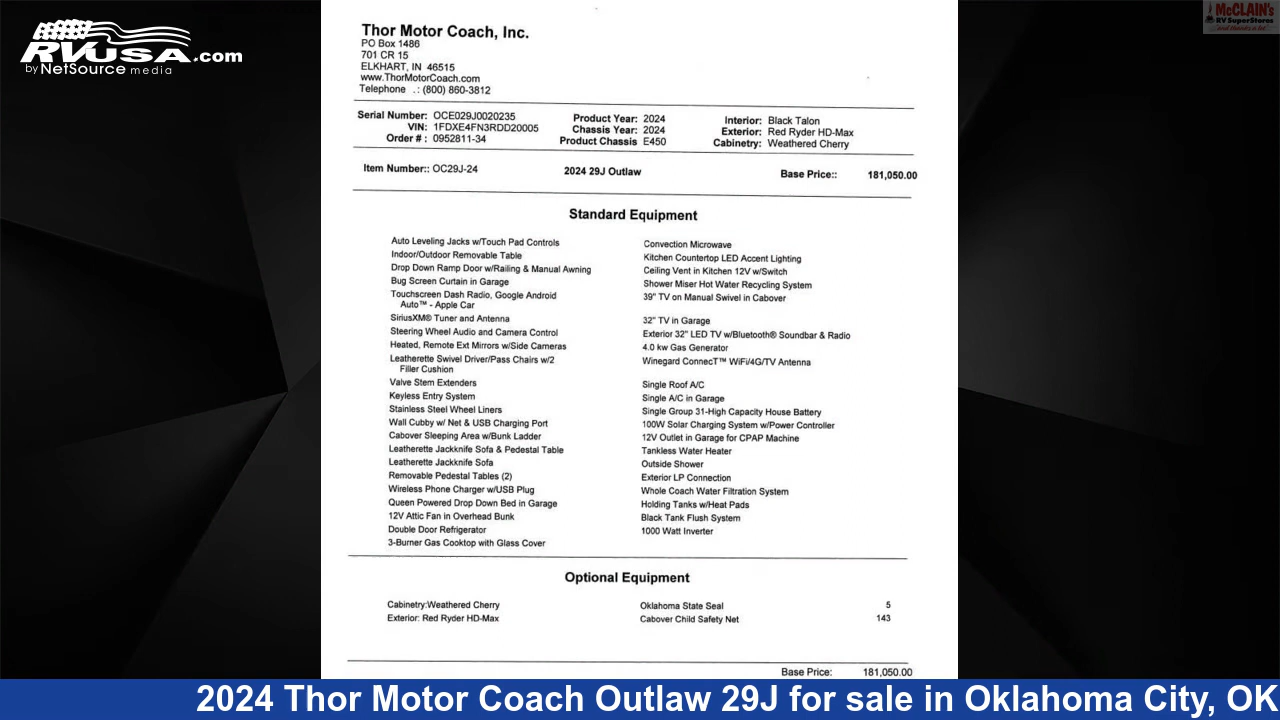 RVUSA.com
by NetSource media
McCLAIN'S
RV SuperStores
Thor Motor Coach, Inc.
PO Box 1486
701 CR 15
ELKHART, IN 46515
www.ThorMotorCoach.com
Telephone .: (800) 860-3812
Serial Number: OCE029J0020235
VIN: 1FDXE4FN3RDD20005
Order # : 0952811-34
Product Year: 2024
Chassis Year: 2024
Product Chassis E450
Interior: Black Talon
Exterior: Red Ryder HD-Max
Cabinetry: Weathered Cherry
Item Number:: OC29J-24 2024 29J Outlaw Base Price:: 181,050.00
Standard Equipment
Auto Leveling Jacks w/Touch Pad Controls
Indoor/Outdoor Removable Table
Drop Down Ramp Door w/Railing & Manual Awning
Bug Screen Curtain in Garage
Touchscreen Dash Radio, Google Android
Auto™ - Apple Car
SiriusXM® Tuner and Antenna
Steering Wheel Audio and Camera Control
Heated, Remote Ext Mirrors w/Side Cameras
Leatherette Swivel Driver/Pass Chairs w/2
Filler Cushion
Valve Stem Extenders
Keyless Entry System
Stainless Steel Wheel Liners
Wall Cubby w/ Net & USB Charging Port
Cabover Sleeping Area w/Bunk Ladder
Leatherette Jackknife Sofa & Pedestal Table
Leatherette Jackknife Sofa
Removable Pedestal Tables (2)
Wireless Phone Charger w/USB Plug
Queen Powered Drop Down Bed in Garage
12V Attic Fan in Overhead Bunk
Double Door Refrigerator
3-Burner Gas Cooktop with Glass Cover
Convection Microwave
Kitchen Countertop LED Accent Lighting
Ceiling Vent in Kitchen 12V w/Switch
Shower Miser Hot Water Recycling System
39" TV on Manual Swivel in Cabover
32" TV in Garage
Exterior 32" LED TV w/Bluetooth® Soundbar & Radio
4.0 kw Gas Generator
Winegard ConnecT™ WiFi/4G/TV Antenna
Single Roof A/C
Single A/C in Garage
Single Group 31-High Capacity House Battery
100W Solar Charging System w/Power Controller
12V Outlet in Garage for CPAP Machine
Tankless Water Heater
Outside Shower
Exterior LP Connection
Whole Coach Water Filtration System
Holding Tanks w/Heat Pads
Black Tank Flush System
1000 Watt Inverter
Optional Equipment
Cabinetry:Weathered Cherry
Exterior: Red Ryder HD-Max
Oklahoma State Seal 5
Cabover Child Safety Net 143
Base Price: 181,050.00
2024 Thor Motor Coach Outlaw 29J for sale in Oklahoma City, OK